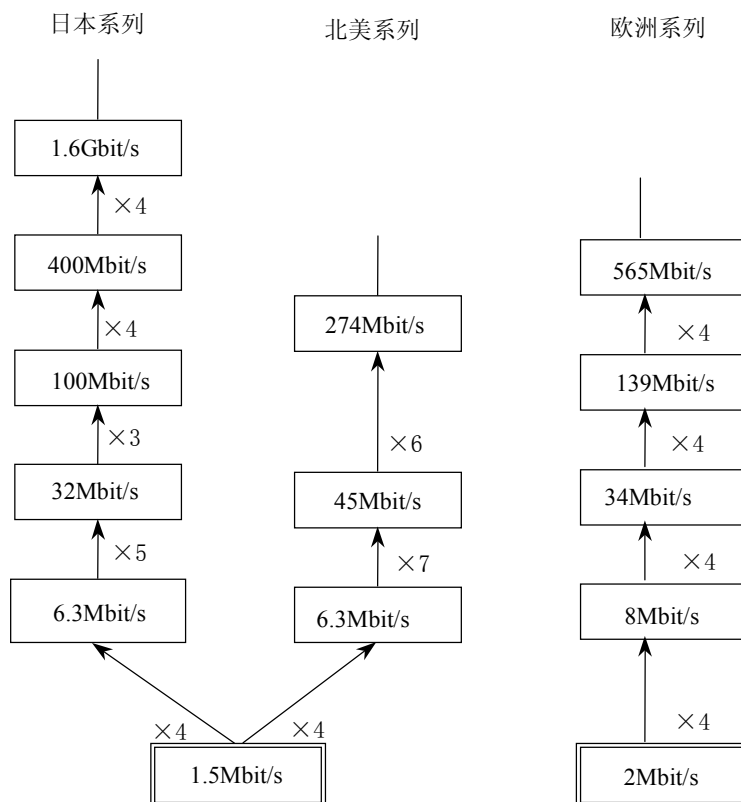 日本系列
北美系列
欧洲系列
1.6Gbit/s
×4
400Mbit/s
×4
100Mbit/s
×3
32Mbit/s
×5
6.3Mbit/s
×4
274Mbit/s
×6
45Mbit/s
×7
6.3Mbit/s
×4
1.5Mbit/s
565Mbit/s
×4
139Mbit/s
×4
34Mbit/s
×4
8Mbit/s
×4
2Mbit/s